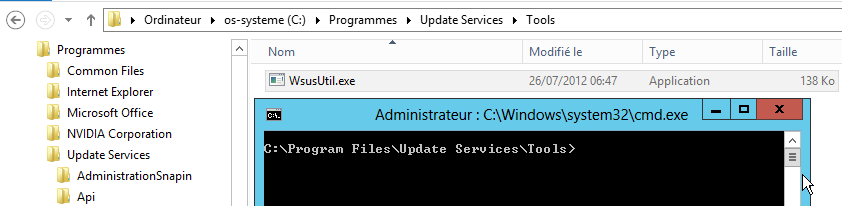 Ordinateur ▸ os-systeme (C:) ▸ Programmes ▸ Update Services ▸ Tools
Programmes
Common Files
Internet Explorer
Microsoft Office
NVIDIA Corporation
Update Services
AdministrationSnapin
Api
Nom Modifié le Type Taille
WsusUtil.exe 26/07/2012 06:47 Application 138 Ko
C:\. Administrateur : C:\Windows\system32\cmd.exe
C:\Program Files\Update Services\Tools>